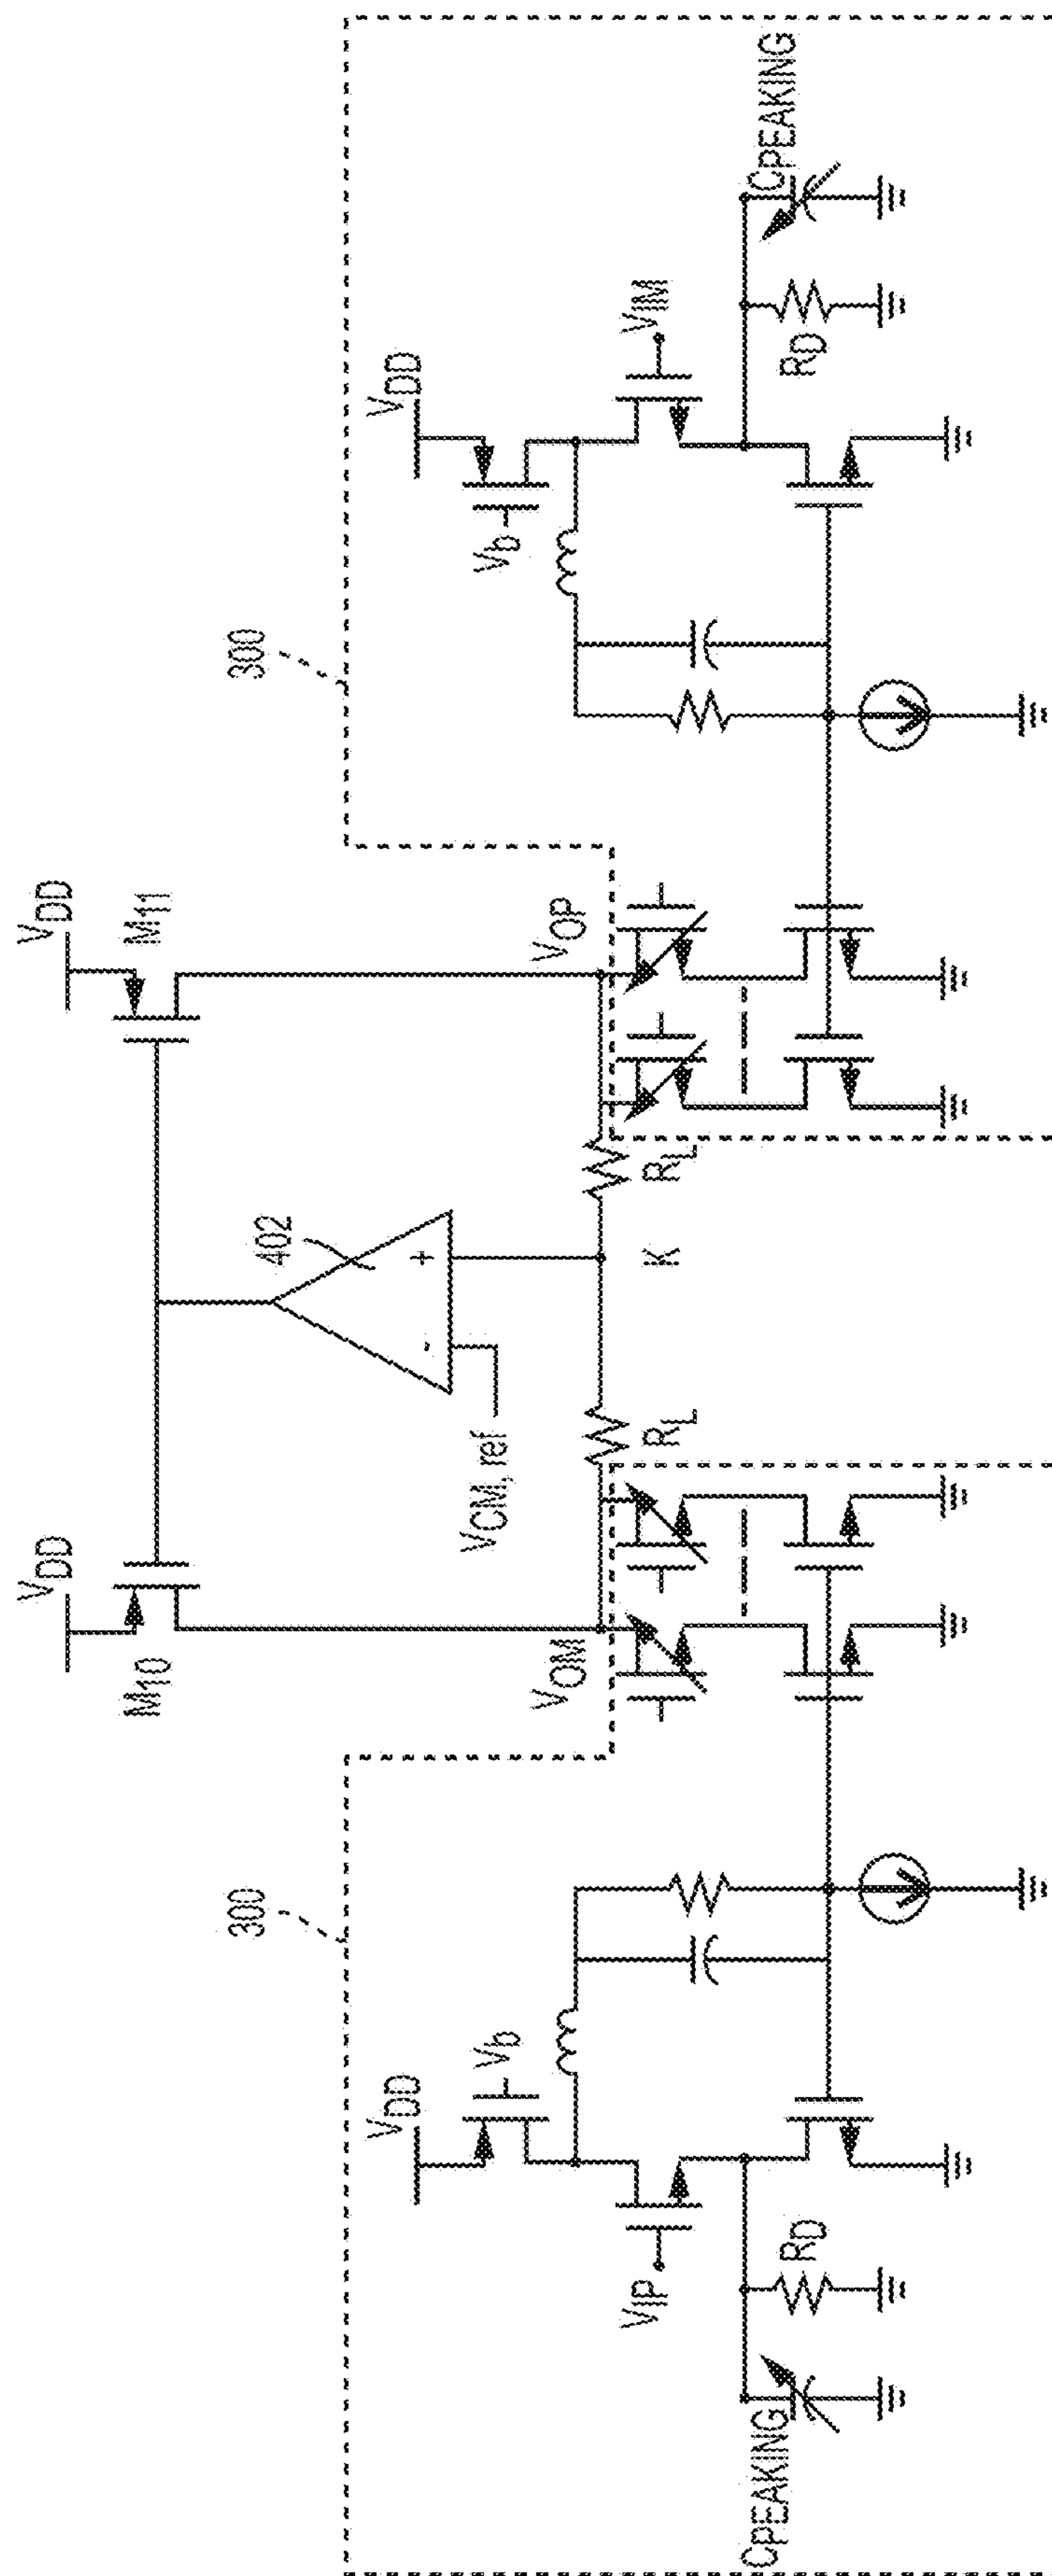 VDD
VDD
M10
M11
402
+
-
VCM, ref
300
300
VOM
VOP
RL
K
RL
VDD
VDD
Vb
Vb
VIP
VIM
CPEAKING
RD
RD
CPEAKING